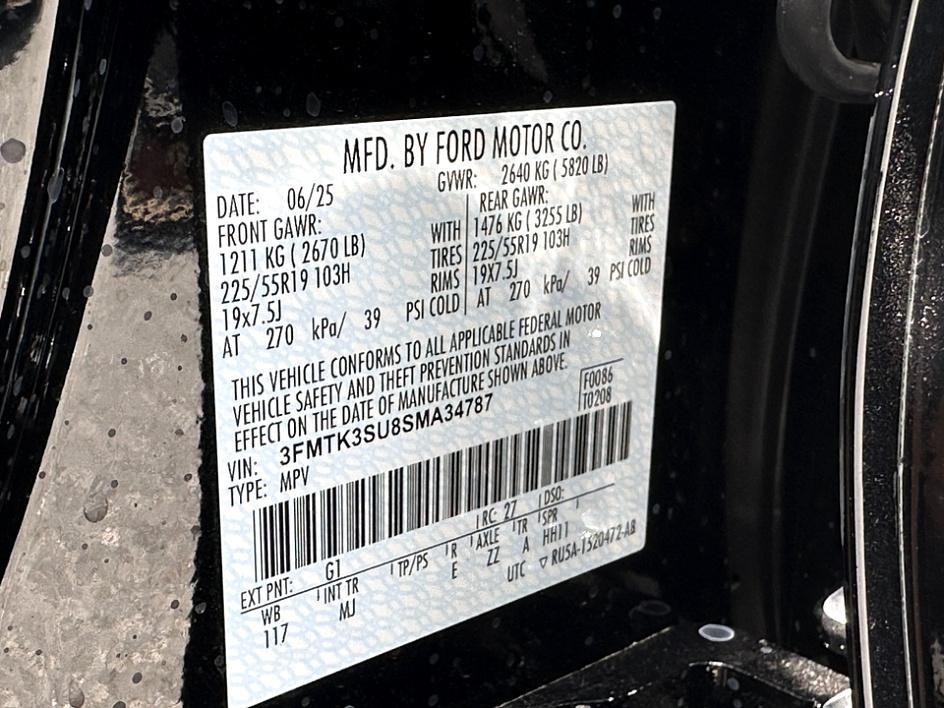 MFD. BY FORD MOTOR CO.
DATE: 06/25 GVWR: 2640 KG ( 5820 LB)
FRONT GAWR: WITH
1211 KG ( 2670 LB) TIRES
225/55R19 103H RIMS
19x7.5J
AT 270 kPa/ 39 PSI COLD
REAR GAWR: WITH
1476 KG ( 3255 LB) TIRES
225/55R19 103H RIMS
19X7.5J
AT 270 kPa/ 39 PSI COLD
THIS VEHICLE CONFORMS TO ALL APPLICABLE FEDERAL MOTOR
VEHICLE SAFETY AND THEFT PREVENTION STANDARDS IN
EFFECT ON THE DATE OF MANUFACTURE SHOWN ABOVE.
F0086
T0208
VIN: 3FMTK3SU8SMA34787
TYPE: MPV
EXT PNT: G1 RC: 27 DSO:
WB INT TR TP/PS R AXLE TR SPR
117 MJ E ZZ A HH11
UTC ▽ RU5A-1520472-AB